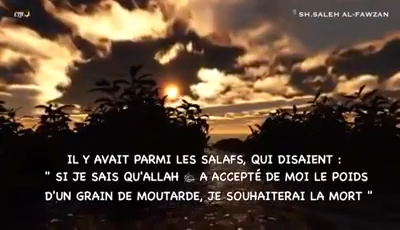 SH.SALEH AL-FAWZAN
IL Y AVAIT PARMI LES SALAFS, QUI DISAIENT :
" SI JE SAIS QU'ALLAH ﷻ A ACCEPTÉ DE MOI LE POIDS
D'UN GRAIN DE MOUTARDE, JE SOUHAITERAI LA MORT "